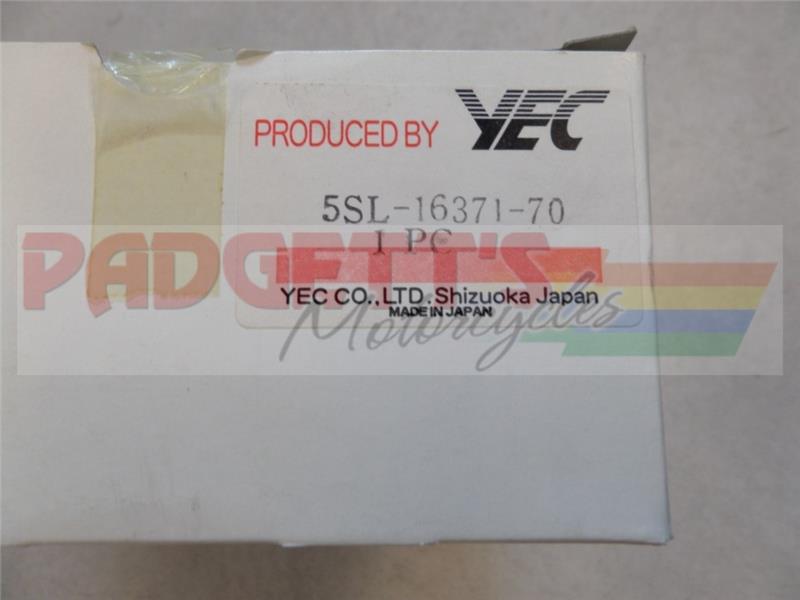 PRODUCED BY YEC
5SL-16371-70
1 PC
PADGETT'S
Motorcycles
YEC CO.,LTD. Shizuoka Japan
MADE IN JAPAN